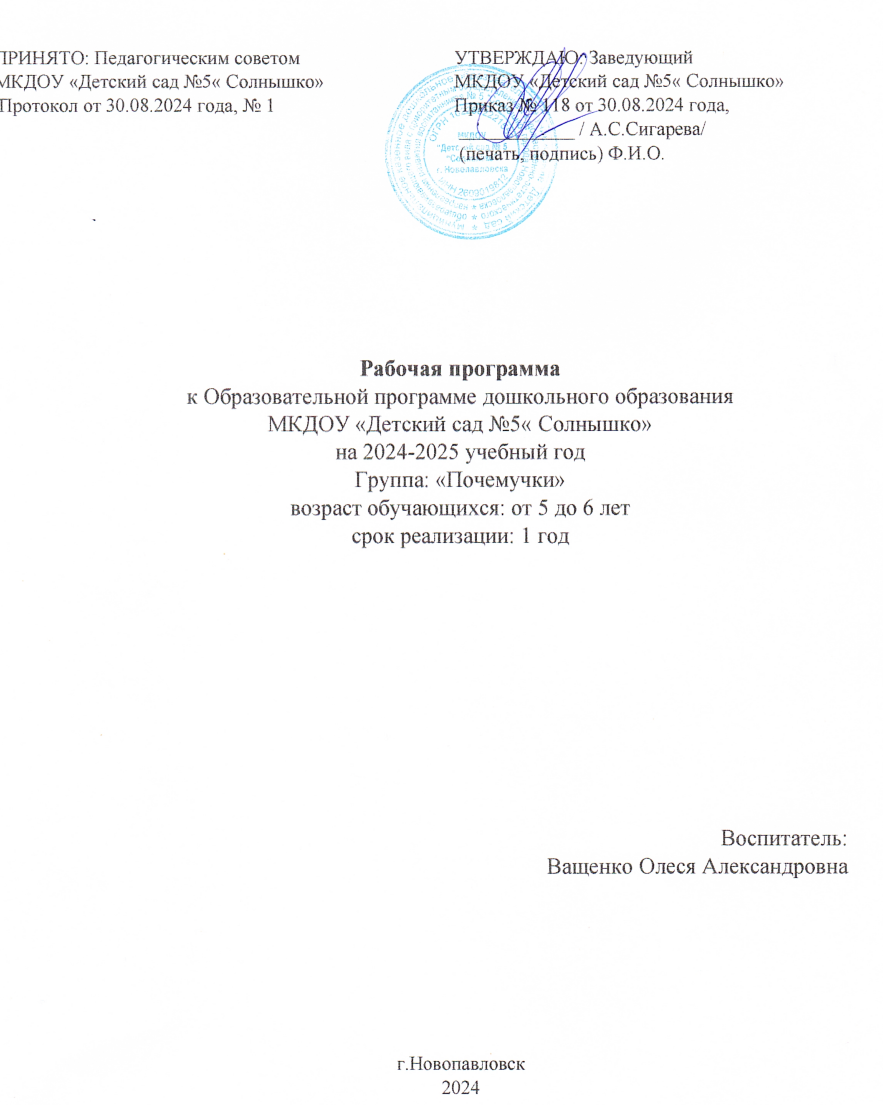 ПРИНЯТО: Педагогическим советом
МКДОУ «Детский сад №5« Солнышко»
Протокол от 30.08.2024 года, № 1
УТВЕРЖДАЮ: Заведующий
МКДОУ «Детский сад №5« Солнышко»
Приказ № 118 от 30.08.2024 года,
____________ / А.С.Сигарева/
(печать, подпись) Ф.И.О.
г. Новопавловска
Рабочая программа
к Образовательной программе дошкольного образования
МКДОУ «Детский сад №5« Солнышко»
на 2024-2025 учебный год
Группа: «Почемучки»
возраст обучающихся: от 5 до 6 лет
срок реализации: 1 год
Воспитатель:
Ващенко Олеся Александровна
г.Новопавловск
2024